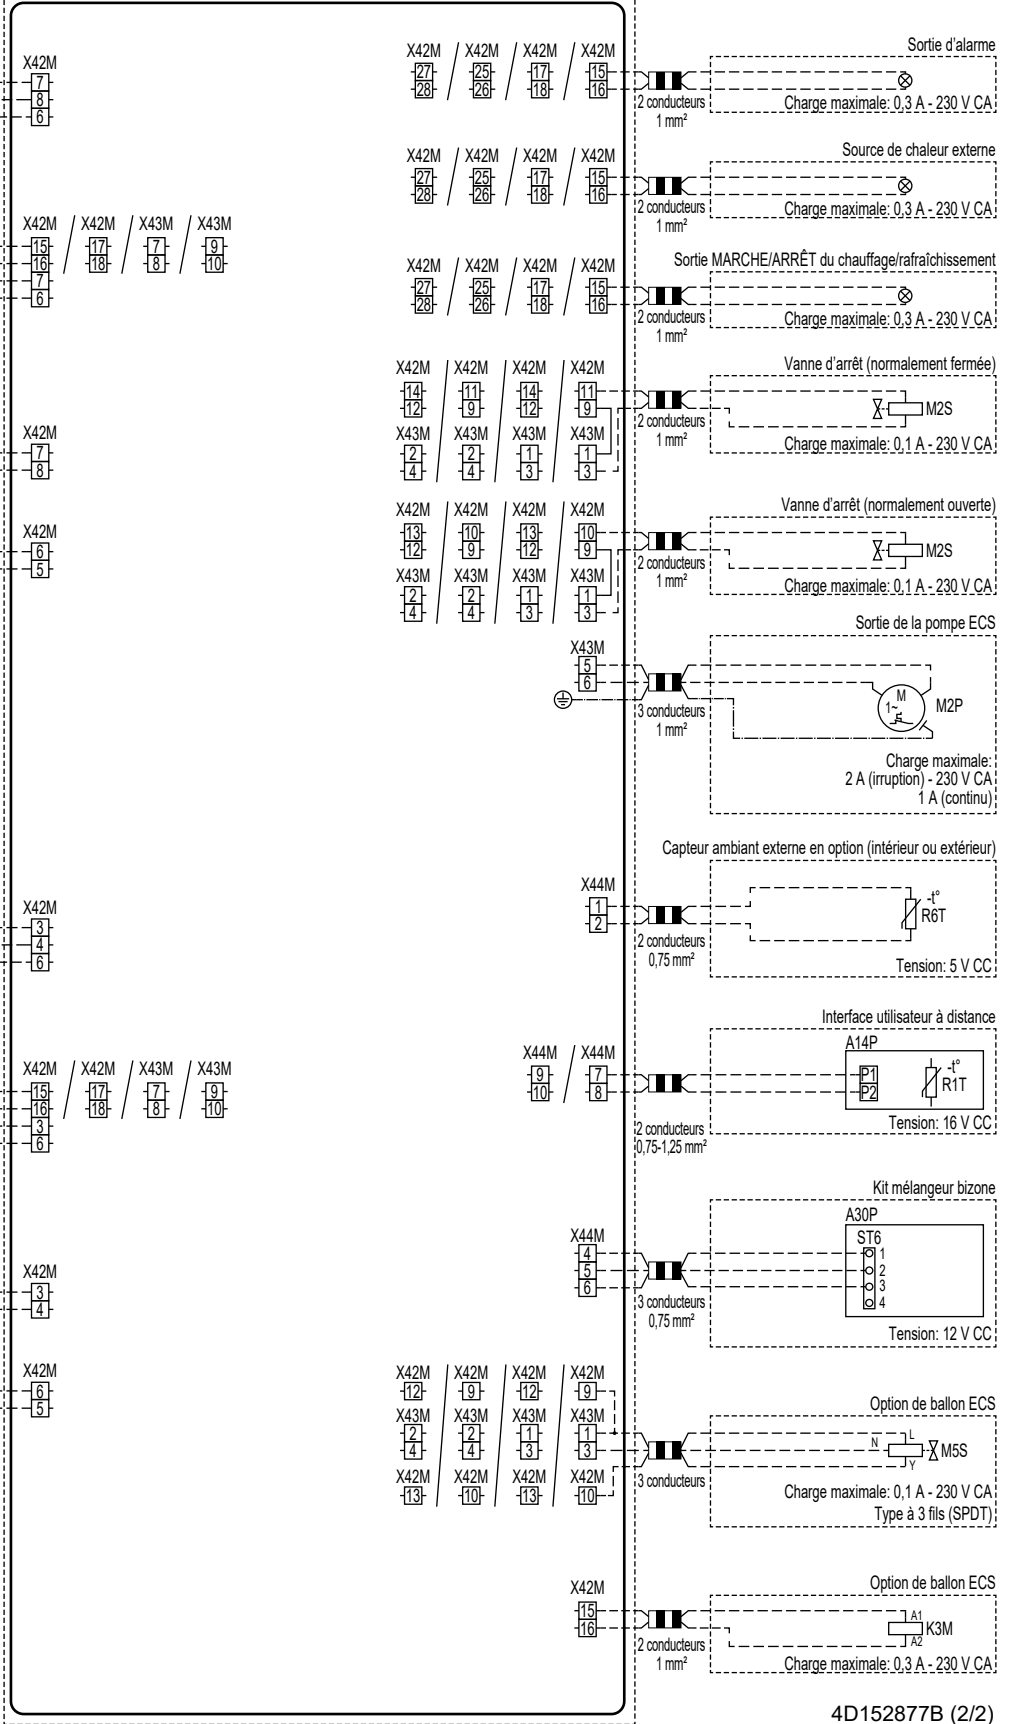 X42M
7
8
6
X42M X42M X42M X42M
27 25 17 15
28 26 18 16
2 conducteurs
1 mm²
Sortie d'alarme
Charge maximale: 0,3 A - 230 V CA
X42M X42M X42M X42M
27 25 17 15
28 26 18 16
2 conducteurs
1 mm²
Source de chaleur externe
Charge maximale: 0,3 A - 230 V CA
X42M X42M X43M X43M
15 17 7 9
16 18 8 10
7
6
X42M X42M X42M X42M
27 25 17 15
28 26 18 16
2 conducteurs
1 mm²
Sortie MARCHE/ARRÊT du chauffage/rafraîchissement
Charge maximale: 0,3 A - 230 V CA
X42M X42M X42M X42M
14 11 14 11
12 9 12 9
X43M X43M X43M X43M
2 2 1 1
4 4 3 3
2 conducteurs
1 mm²
Vanne d'arrêt (normalement fermée)
M2S
Charge maximale: 0,1 A - 230 V CA
X42M
7
8
X42M X42M X42M X42M
13 10 13 10
12 9 12 9
X43M X43M X43M X43M
2 2 1 1
4 4 3 3
2 conducteurs
1 mm²
Vanne d'arrêt (normalement ouverte)
M2S
Charge maximale: 0,1 A - 230 V CA
X42M
6
5
X43M
5
6
3 conducteurs
1 mm²
Sortie de la pompe ECS
M
1~
M2P
Charge maximale:
2 A (irruption) - 230 V CA
1 A (continu)
X42M
3
4
6
X44M
1
2
2 conducteurs
0,75 mm²
Capteur ambiant externe en option (intérieur ou extérieur)
-t°
R6T
Tension: 5 V CC
X42M X42M X43M X43M
15 17 7 9
16 18 8 10
3
6
X44M X44M
9 7
10 8
2 conducteurs
0,75-1,25 mm²
Interface utilisateur à distance
A14P
P1
P2
-t°
R1T
Tension: 16 V CC
X42M
3
4
X44M
4
5
6
3 conducteurs
0,75 mm²
Kit mélangeur bizone
A30P
ST6
1
2
3
4
Tension: 12 V CC
X42M
6
5
X42M X42M X42M X42M
12 9 12 9
X43M X43M X43M X43M
2 2 1 1
4 4 3 3
X42M X42M X42M X42M
13 10 13 10
3 conducteurs
Option de ballon ECS
L
N
Y
M5S
Charge maximale: 0,1 A - 230 V CA
Type à 3 fils (SPDT)
X42M
15
16
2 conducteurs
1 mm²
Option de ballon ECS
A1
K3M
A2
Charge maximale: 0,3 A - 230 V CA
4D152877B (2/2)